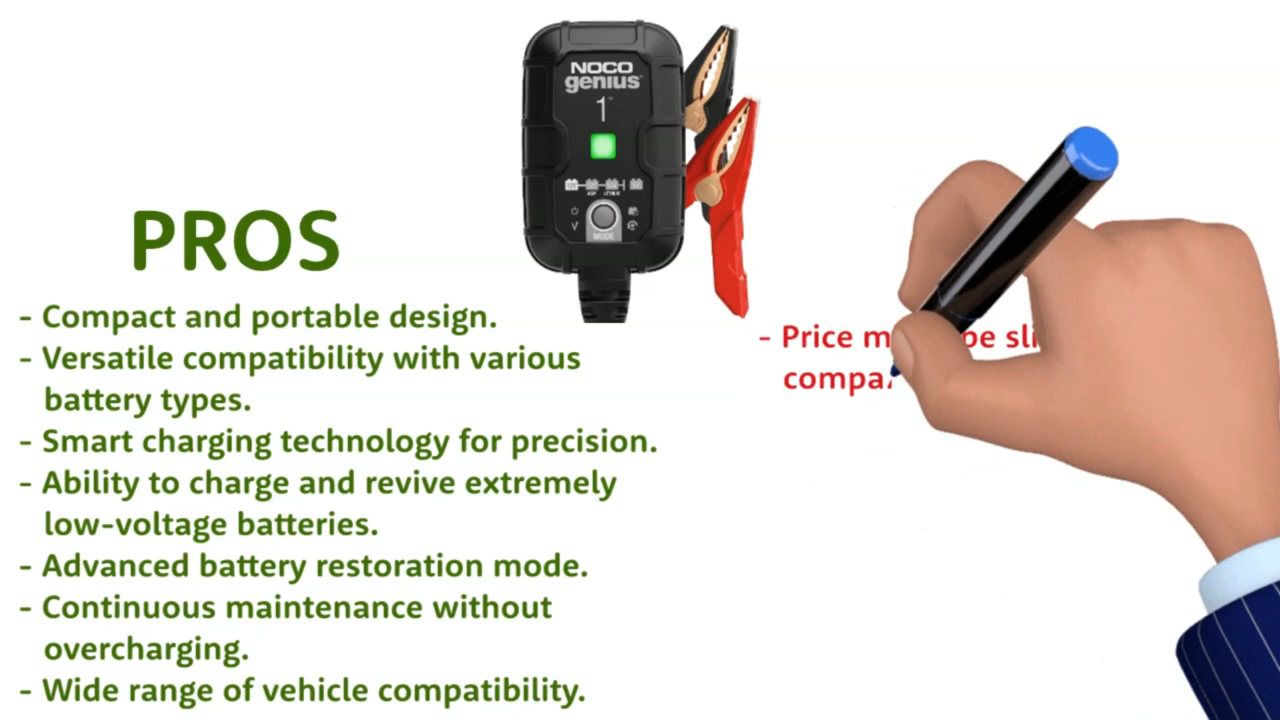 NOCO
genius
1
MODE
PROS
- Compact and portable design.
- Versatile compatibility with various
battery types.
- Smart charging technology for precision.
- Ability to charge and revive extremely
low-voltage batteries.
- Advanced battery restoration mode.
- Continuous maintenance without
overcharging.
- Wide range of vehicle compatibility.
- Price be